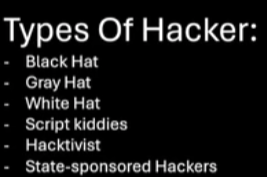 Types Of Hacker:
- Black Hat
- Gray Hat
- White Hat
- Script kiddies
- Hacktivist
- State-sponsored Hackers